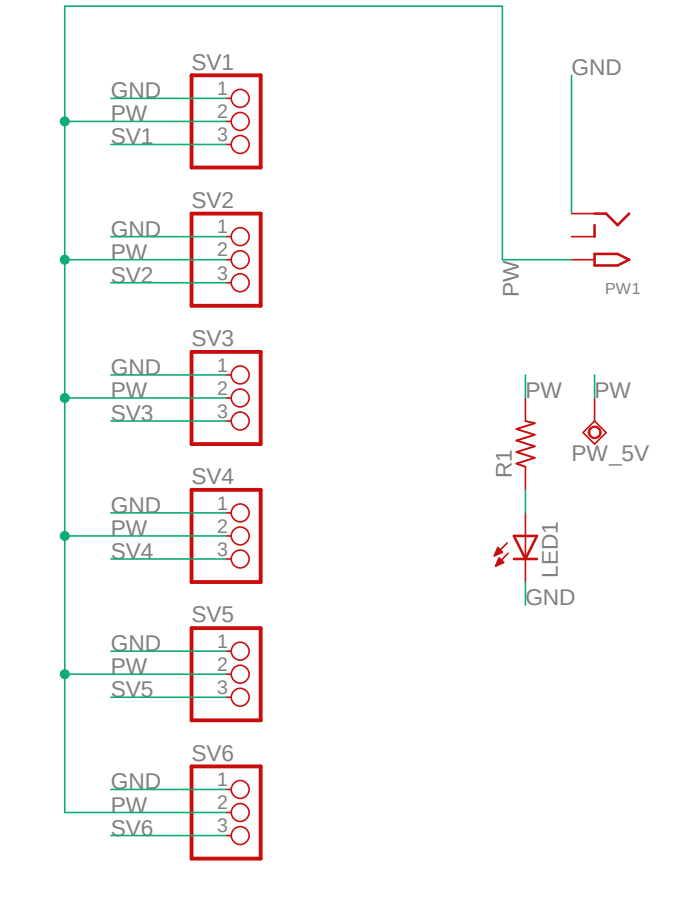 SV1
GND 1
PW 2
SV1 3
SV2
GND 1
PW 2
SV2 3
SV3
GND 1
PW 2
SV3 3
SV4
GND 1
PW 2
SV4 3
SV5
GND 1
PW 2
SV5 3
SV6
GND 1
PW 2
SV6 3
GND
PW
PW1
PW
R1
LED1
GND
PW
PW_5V